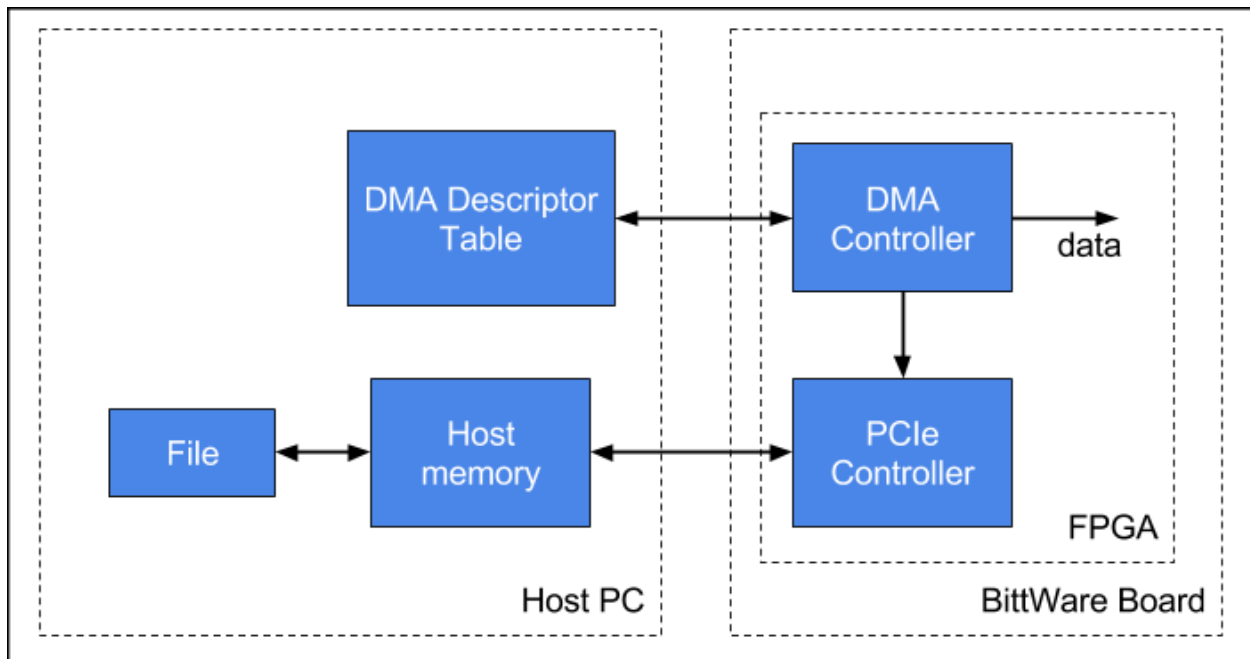 DMA Descriptor
Table
DMA
Controller
data
File
Host
memory
PCIe
Controller
FPGA
Host PC
BittWare Board